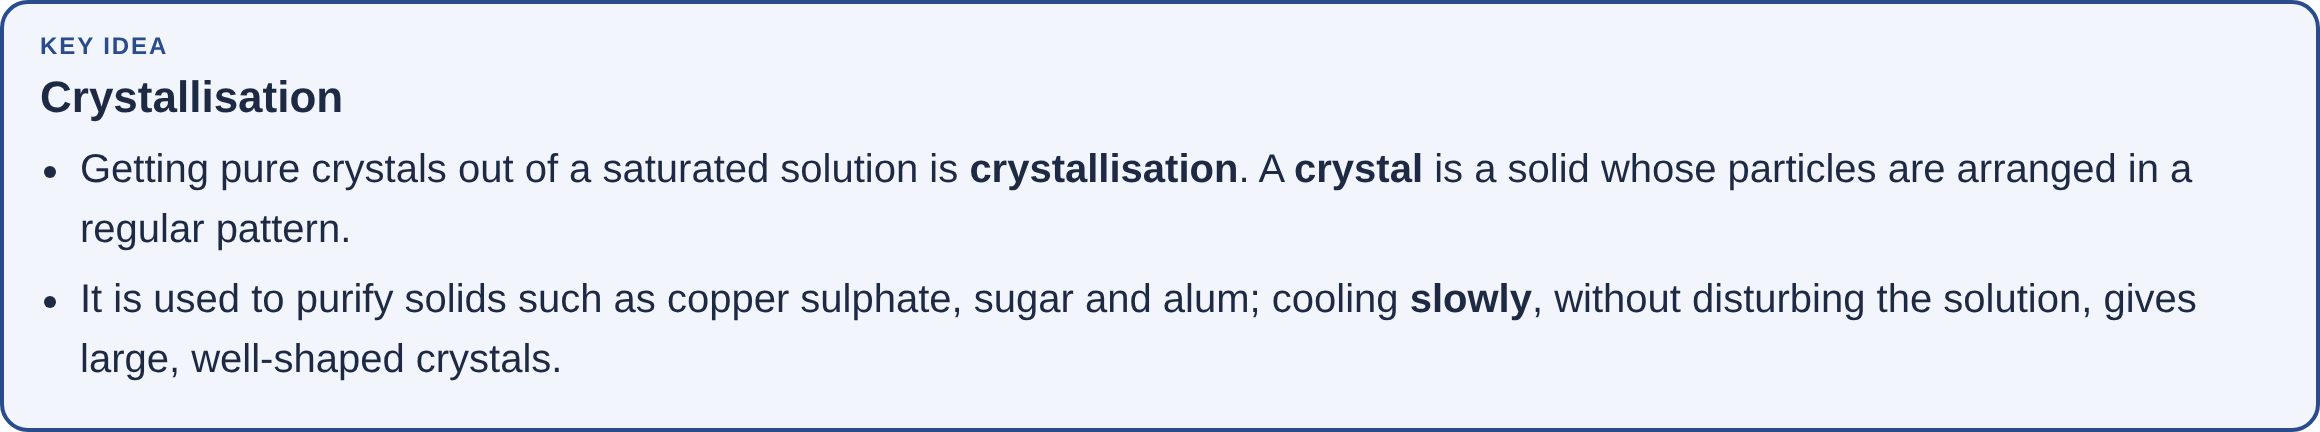 KEY IDEA
Crystallisation
• Getting pure crystals out of a saturated solution is crystallisation. A crystal is a solid whose particles are arranged in a
regular pattern.
• It is used to purify solids such as copper sulphate, sugar and alum; cooling slowly, without disturbing the solution, gives
large, well-shaped crystals.